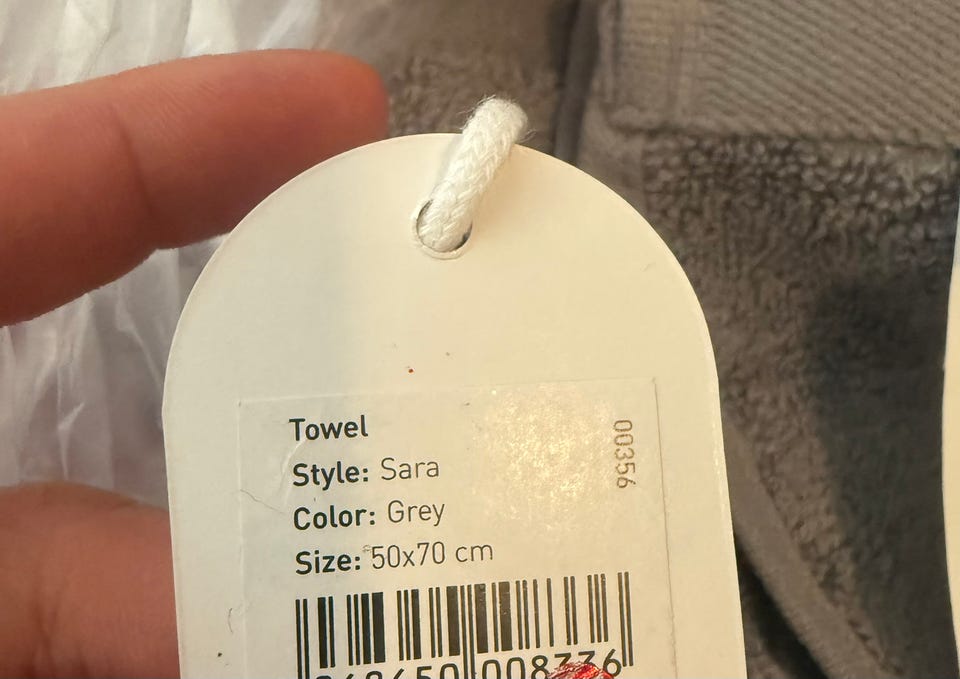 Towel
Style: Sara
Color: Grey
Size: 50x70 cm
00356